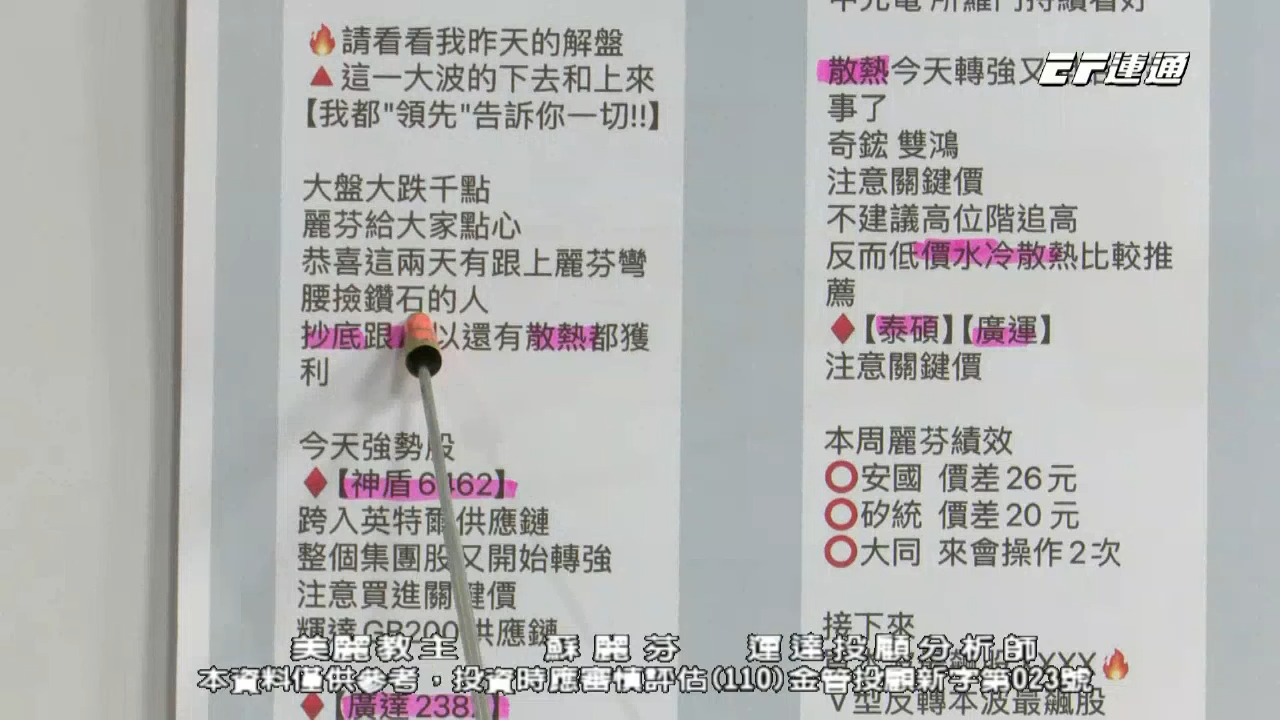 🔥請看看我昨天的解盤
▲這一大波的下去和上來
【我都"領先"告訴你一切!!】
大盤大跌千點
麗芬給大家點心
恭喜這兩天有跟上麗芬彎
腰撿鑽石的人
抄底跟 以還有散熱都獲
利
今天強勢股
♦【神盾6462】
跨入英特爾供應鏈
整個集團股又開始轉強
注意買進關鍵價
輝達GB200供應鏈
♦【廣達238
散熱今天轉強又
事了
奇鋐 雙鴻
注意關鍵價
不建議高位階追高
反而低價水冷散熱比較推
薦
♦【泰碩】【廣運】
注意關鍵價
本周麗芬績效
⭕安國 價差26元
⭕矽統 價差20元
⭕大同 來會操作2次
接下來
XXX🔥
V型反轉本波最飆股
EF運通
美麗教主 蘇麗芬 運達投顧分析師
本資料僅供參考，投資時應審慎評估(110)金管投顧新字第023號